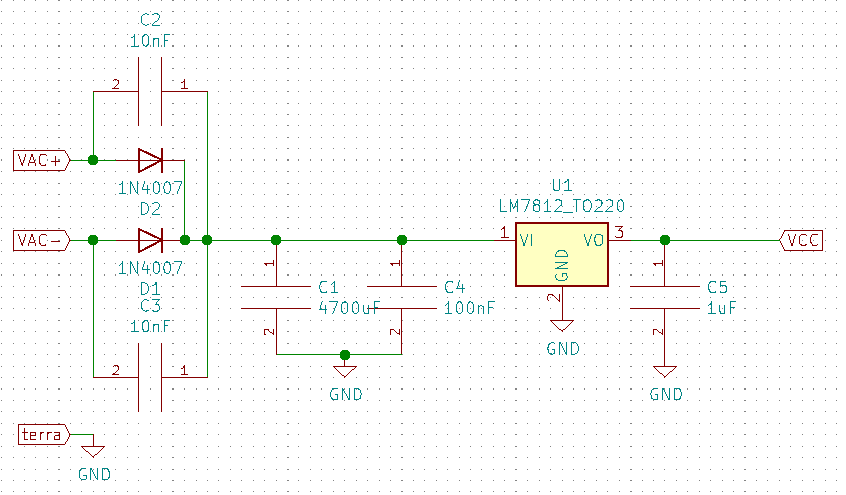 C2
10nF
2
1
VAC+
1N4007
D2
VAC-
1N4007
D1
C3
10nF
2
1
terra
GND
1
C1
4700uF
2
1
C4
100nF
2
GND
U1
LM7812_TO220
1
VI
VO
3
GND
2
GND
VCC
1
C5
1uF
2
GND